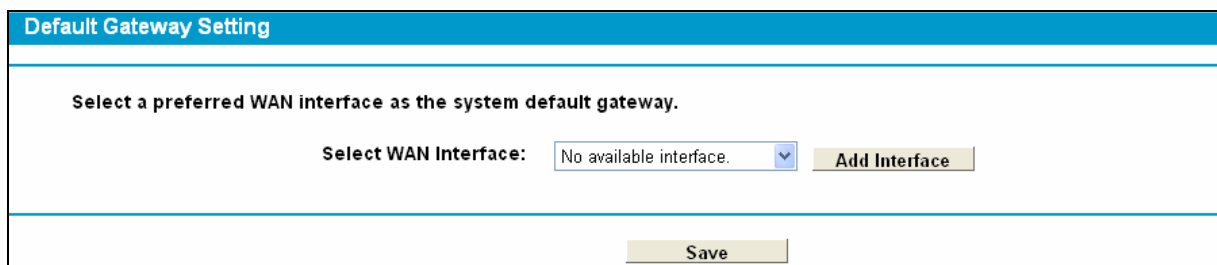 Default Gateway Setting
Select a preferred WAN interface as the system default gateway.
Select WAN Interface: No available interface. Add Interface
Save